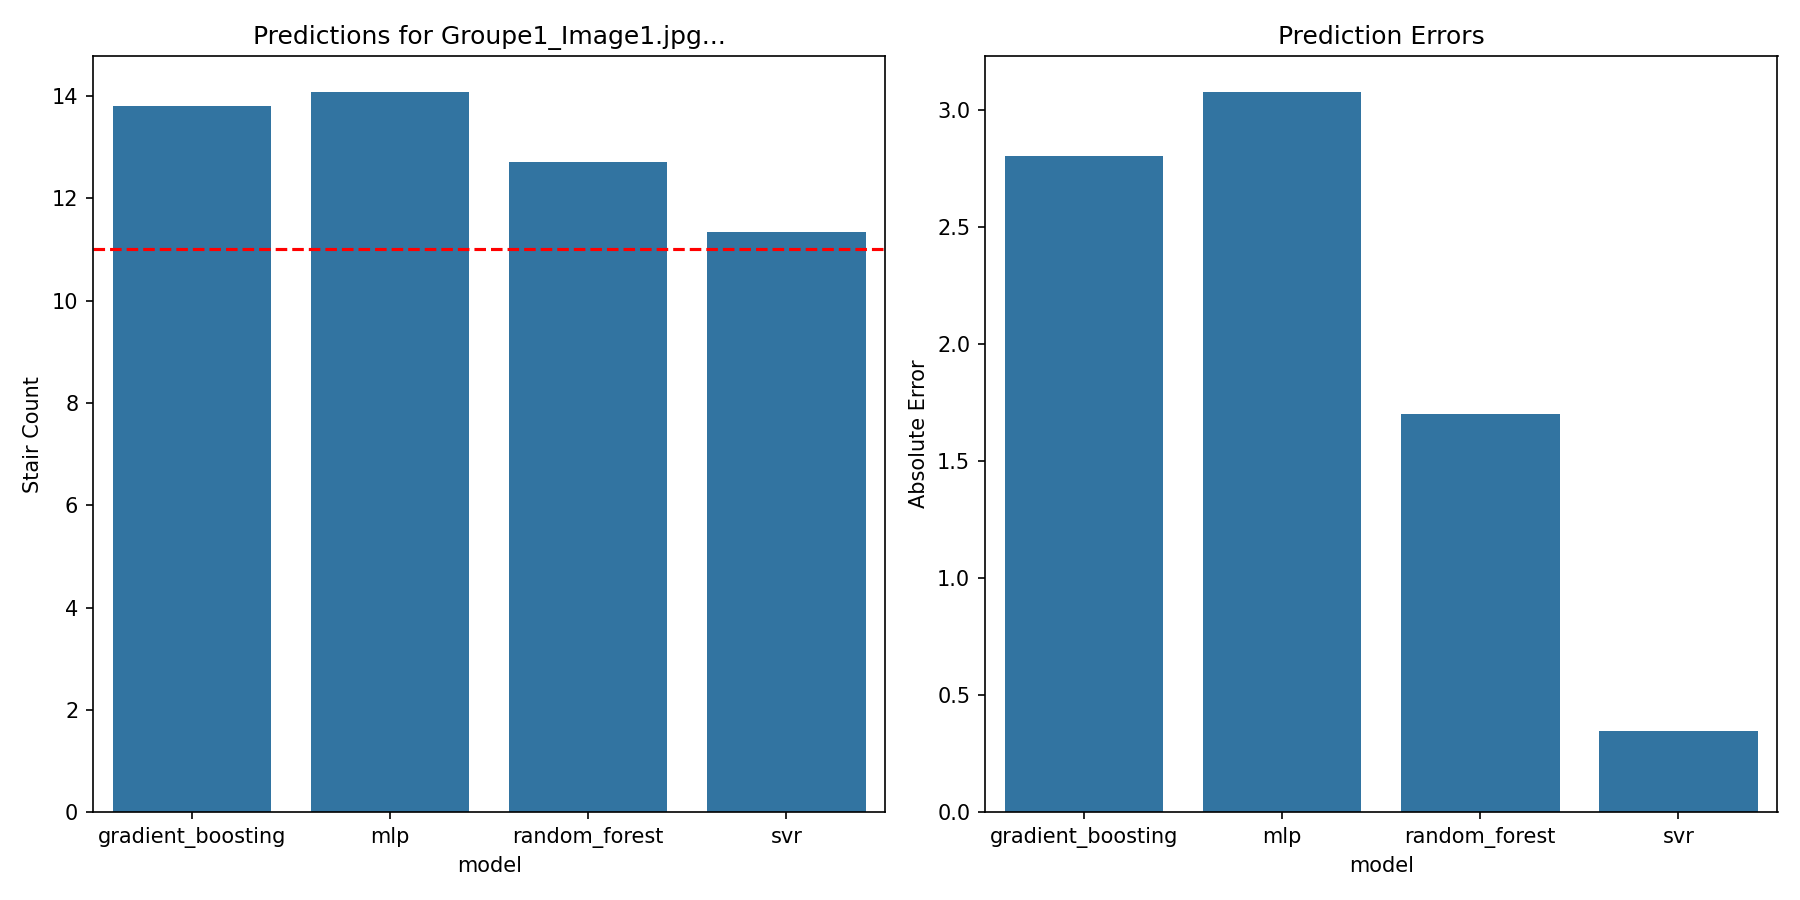 Predictions for Groupe1_Image1.jpg...
Stair Count
14
12
10
8
6
4
2
0
gradient_boosting mlp random_forest svr
model
Prediction Errors
Absolute Error
3.0
2.5
2.0
1.5
1.0
0.5
0.0
gradient_boosting mlp random_forest svr
model